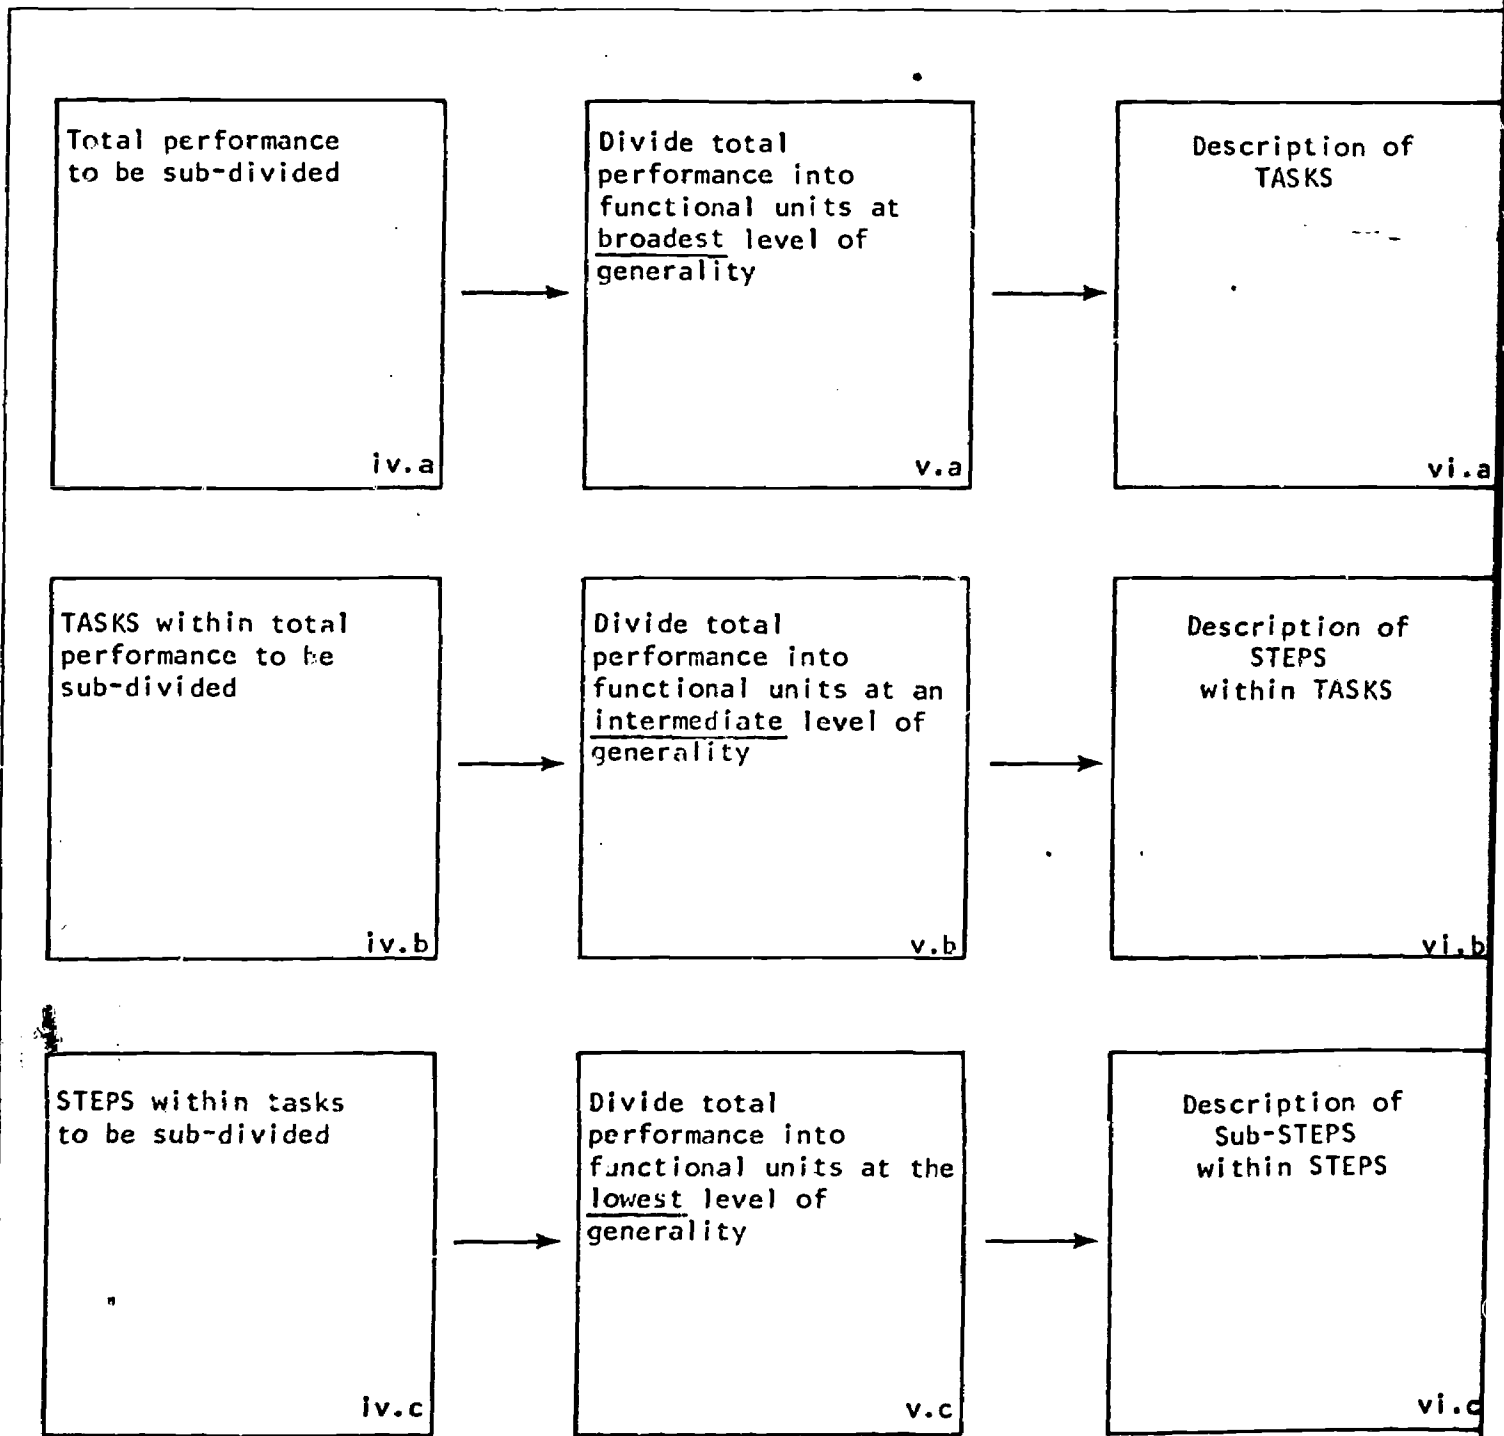 Total performance
to be sub-divided
iv.a
Divide total
performance into
functional units at
broadest level of
generality
v.a
Description of
TASKS
vi.a
TASKS within total
performance to be
sub-divided
iv.b
Divide total
performance into
functional units at an
intermediate level of
generality
v.b
Description of
STEPS
within TASKS
vi.b
STEPS within tasks
to be sub-divided
iv.c
Divide total
performance into
functional units at the
lowest level of
generality
v.c
Description of
Sub-STEPS
within STEPS
vi.c